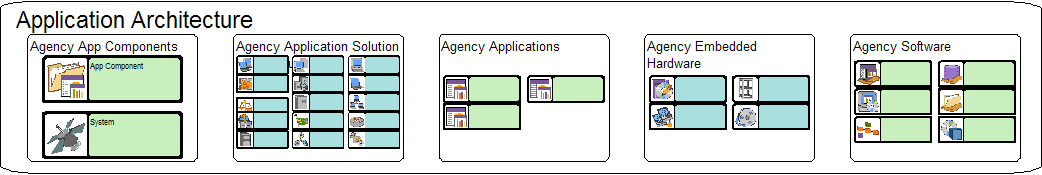 Application Architecture
Agency App Components
App Component
System
Agency Application Solution
Agency Applications
Agency Embedded
Hardware
Agency Software